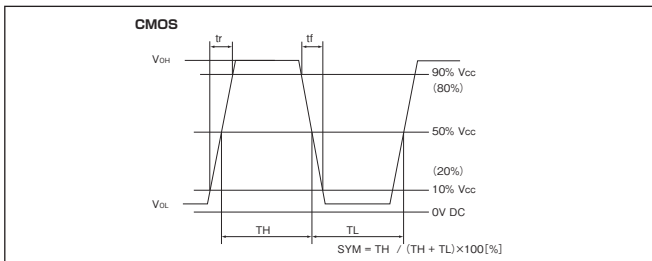 CMOS
tr
tf
VOH
90% Vcc
(80%)
50% Vcc
(20%)
10% Vcc
VOL
0V DC
TH
TL
SYM = TH / (TH + TL)×100[%]